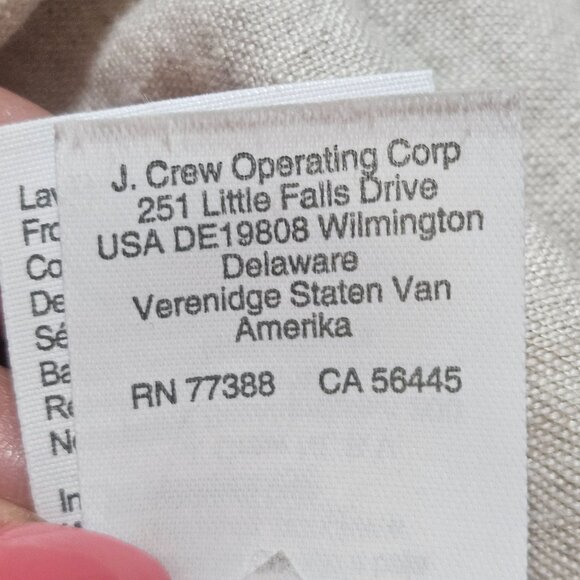 J. Crew Operating Corp
251 Little Falls Drive
USA DE19808 Wilmington
Delaware
Verenidge Staten Van
Amerika
RN 77388 CA 56445